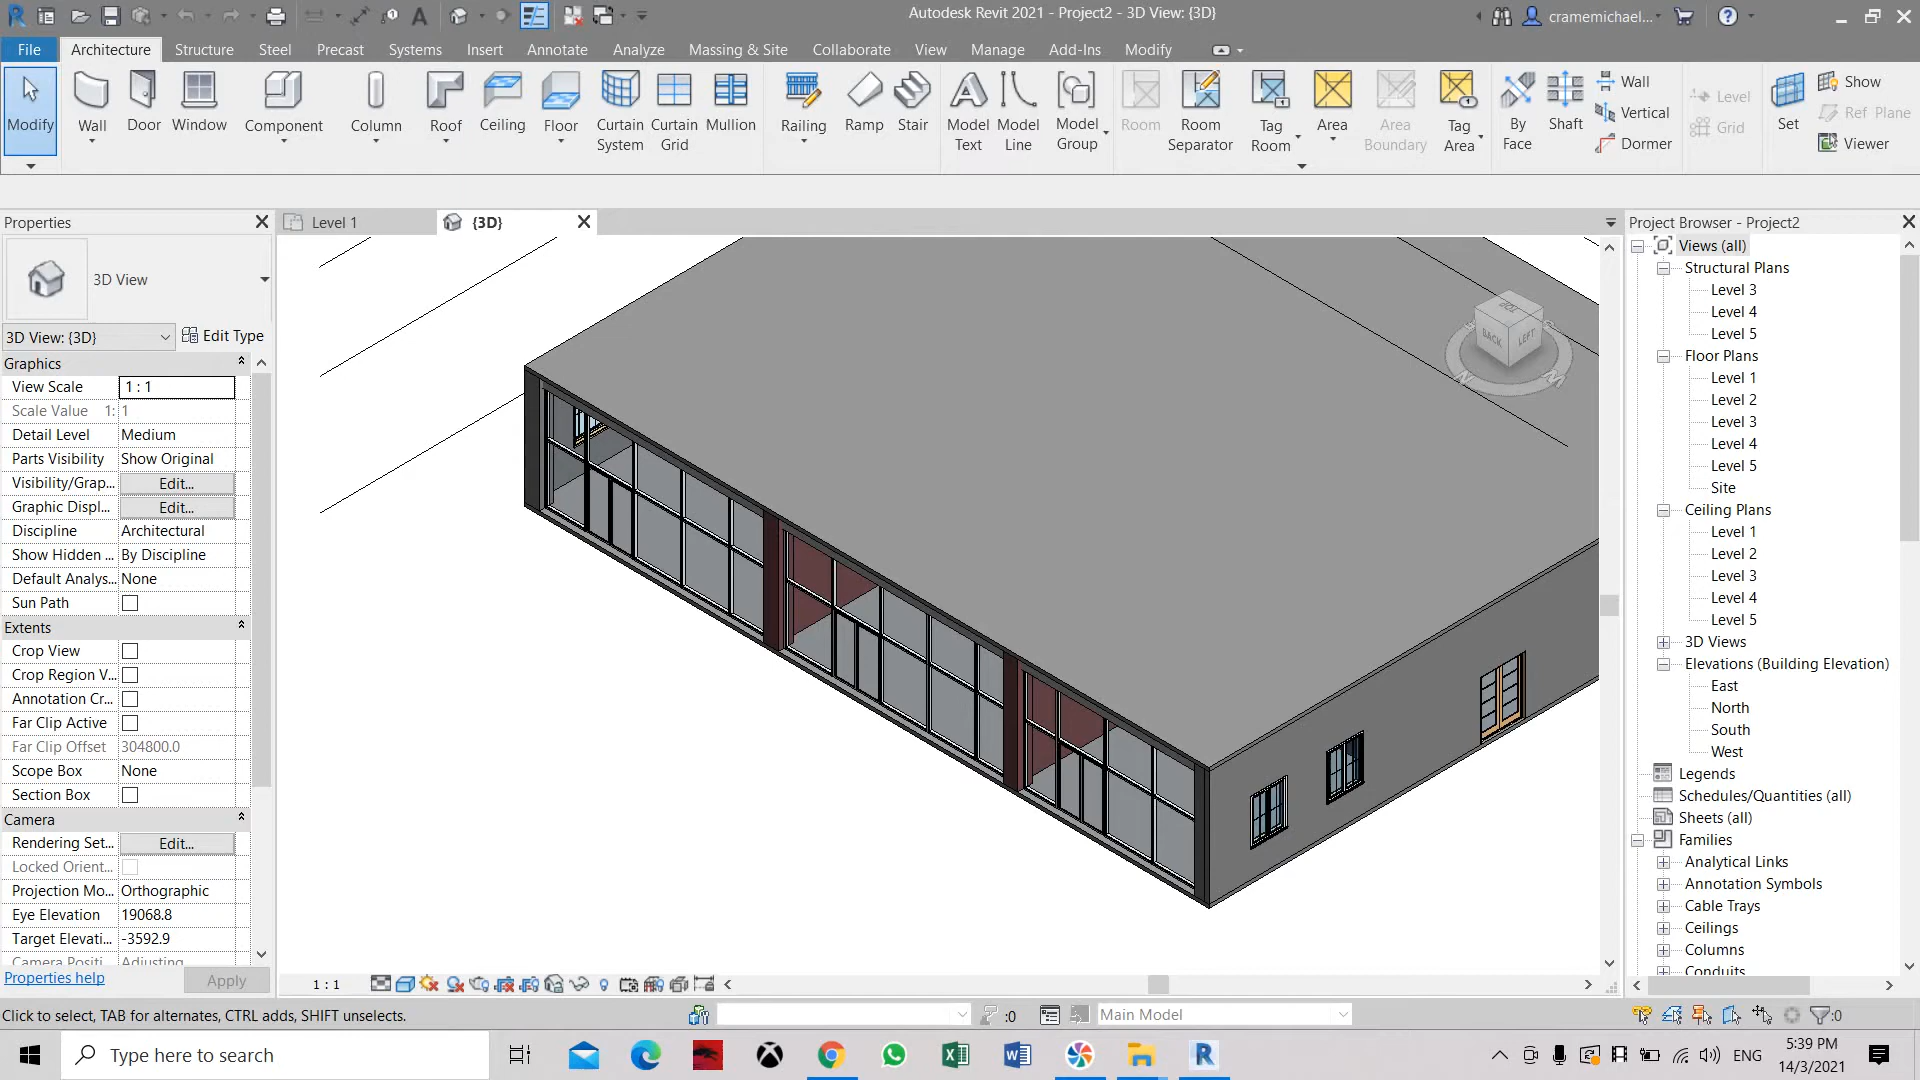 Autodesk Revit 2021 - Project2 - 3D View: {3D}
cramemichael...
File Architecture Structure Steel Precast Systems Insert Annotate Analyze Massing & Site Collaborate View Manage Add-Ins Modify
Modify
Wall
Door
Window
Component
Column
Roof
Ceiling
Floor
Curtain System
Curtain Grid
Mullion
Railing
Ramp
Stair
Model Text
Model Line
Model Group
Room
Room Separator
Tag Room
Area
Area Boundary
Tag Area
By Face
Shaft
Wall
Vertical
Dormer
Level
Grid
Set
Show
Ref Plane
Viewer
Properties
Level 1
{3D}
Project Browser - Project2
3D View
3D View: {3D}
Edit Type
Graphics
View Scale 1 : 1
Scale Value 1: 1
Detail Level Medium
Parts Visibility Show Original
Visibility/Grap... Edit...
Graphic Displ... Edit...
Discipline Architectural
Show Hidden ... By Discipline
Default Analys... None
Sun Path
Extents
Crop View
Crop Region V...
Annotation Cr...
Far Clip Active
Far Clip Offset 304800.0
Scope Box None
Section Box
Camera
Rendering Set... Edit...
Locked Orient...
Projection Mo... Orthographic
Eye Elevation 19068.8
Target Elevati... -3592.9
Camera Positi... Adjusting
Properties help
Apply
TOP
BACK
LEFT
Views (all)
Structural Plans
Level 3
Level 4
Level 5
Floor Plans
Level 1
Level 2
Level 3
Level 4
Level 5
Site
Ceiling Plans
Level 1
Level 2
Level 3
Level 4
Level 5
3D Views
Elevations (Building Elevation)
East
North
South
West
Legends
Schedules/Quantities (all)
Sheets (all)
Families
Analytical Links
Annotation Symbols
Cable Trays
Ceilings
Columns
Conduits
1 : 1
Click to select, TAB for alternates, CTRL adds, SHIFT unselects.
:0
Main Model
:0
Type here to search
ENG
5:39 PM
14/3/2021